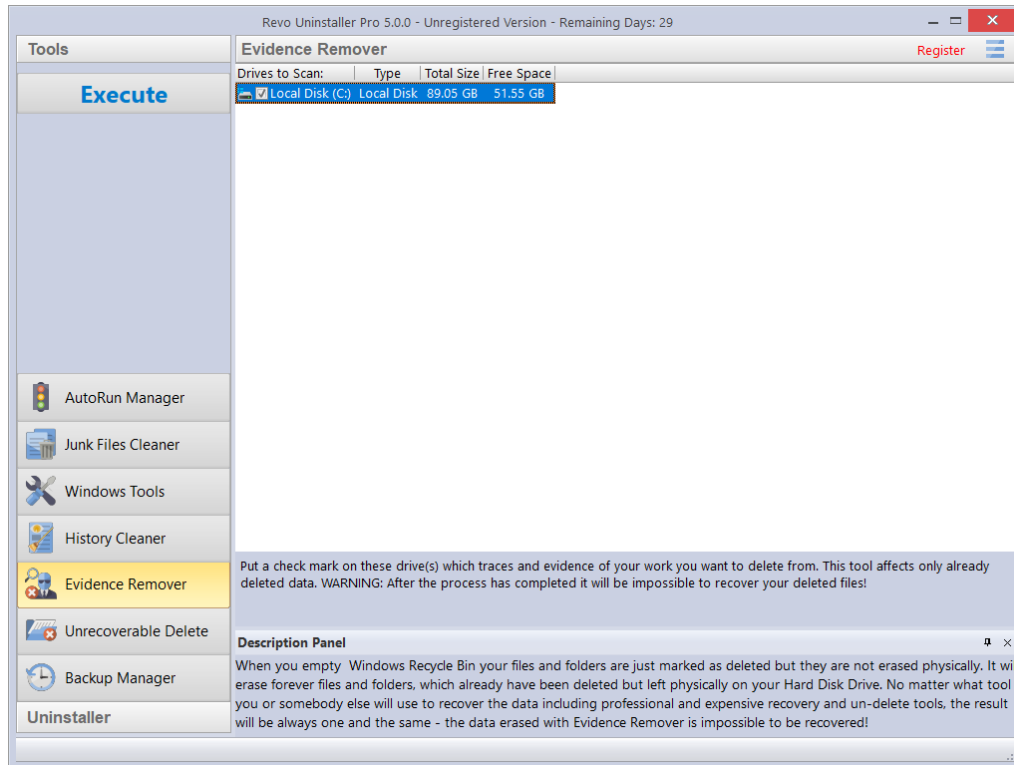 Revo Uninstaller Pro 5.0.0 - Unregistered Version - Remaining Days: 29
Tools
Evidence Remover
Register
Drives to Scan: Type Total Size Free Space
Execute
Local Disk (C:) Local Disk 89.05 GB 51.55 GB
AutoRun Manager
Junk Files Cleaner
Windows Tools
History Cleaner
Evidence Remover
Unrecoverable Delete
Backup Manager
Uninstaller
Put a check mark on these drive(s) which traces and evidence of your work you want to delete from. This tool affects only already
deleted data. WARNING: After the process has completed it will be impossible to recover your deleted files!
Description Panel
When you empty Windows Recycle Bin your files and folders are just marked as deleted but they are not erased physically. It wi
erase forever files and folders, which already have been deleted but left physically on your Hard Disk Drive. No matter what tool
you or somebody else will use to recover the data including professional and expensive recovery and un-delete tools, the result
will be always one and the same - the data erased with Evidence Remover is impossible to be recovered!